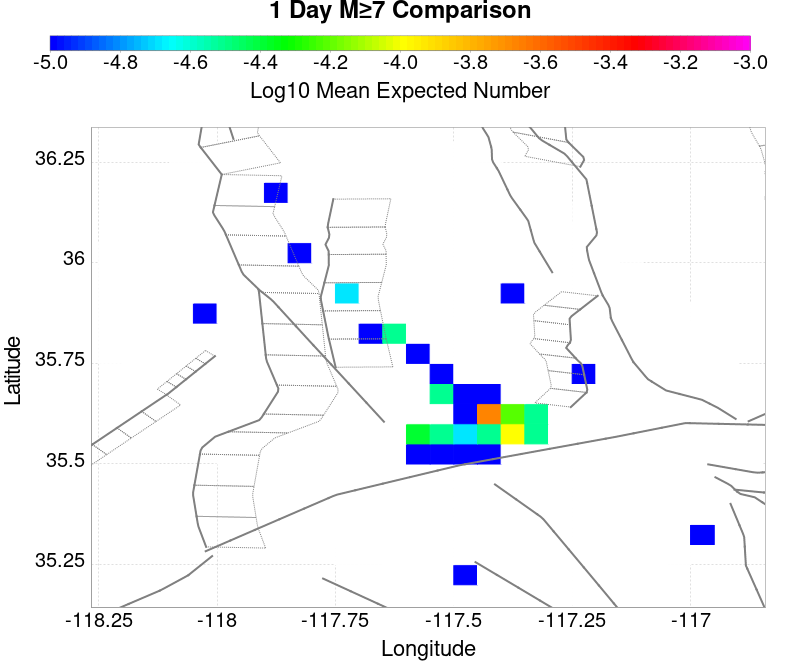 1 Day M≥7 Comparison
-5.0 -4.8 -4.6 -4.4 -4.2 -4.0 -3.8 -3.6 -3.4 -3.2 -3.0
Log10 Mean Expected Number
36.25
36
35.75
35.5
35.25
Latitude
-118.25 -118 -117.75 -117.5 -117.25 -117
Longitude